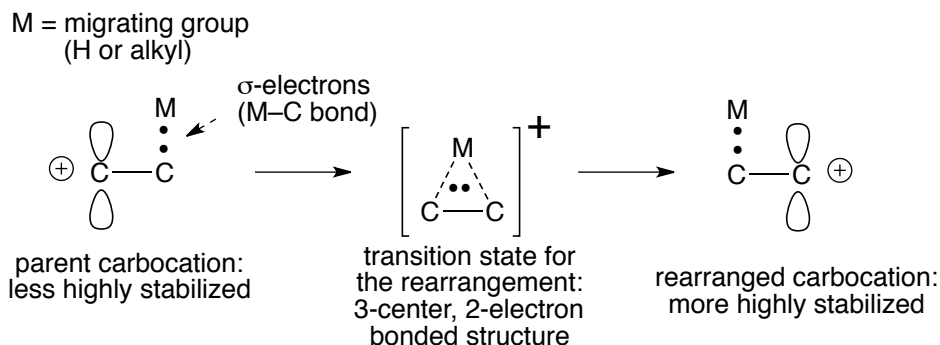 M = migrating group
(H or alkyl)
σ-electrons
(M–C bond)
M
+ C C
M
C C
+
M
C C +
parent carbocation:
less highly stabilized
transition state for
the rearrangement:
3-center, 2-electron
bonded structure
rearranged carbocation:
more highly stabilized